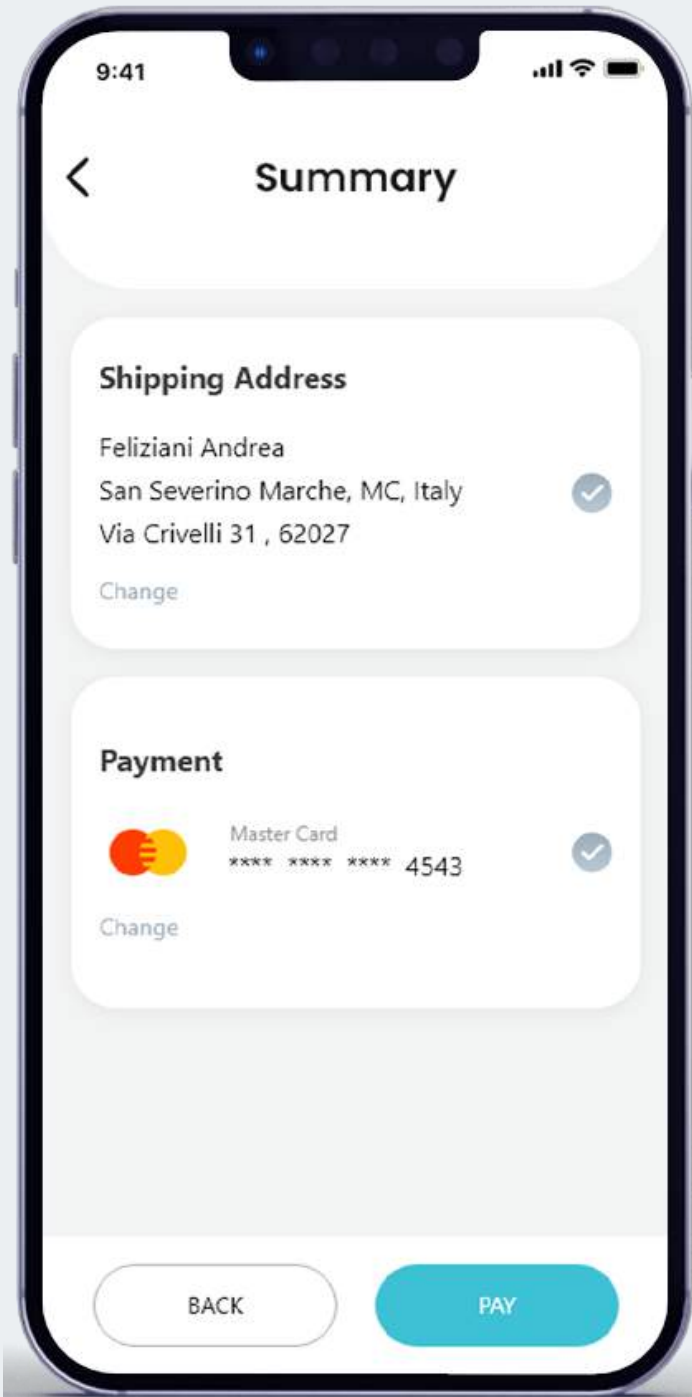 9:41
Summary
Shipping Address
Feliziani Andrea
San Severino Marche, MC, Italy
Via Crivelli 31 , 62027
Change
Payment
Master Card
**** **** **** 4543
Change
BACK
PAY